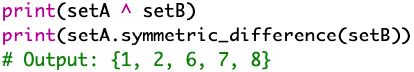 print(setA ^ setB)
print(setA.symmetric_difference(setB))
# Output: {1, 2, 6, 7, 8}